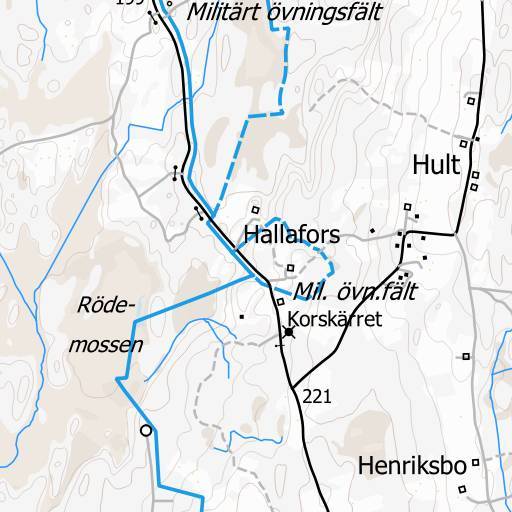 Militärt övningsfält
Hult
Hallafors
Mil. övn.fält
Röde-
mossen
Korskärret
221
Henriksbo